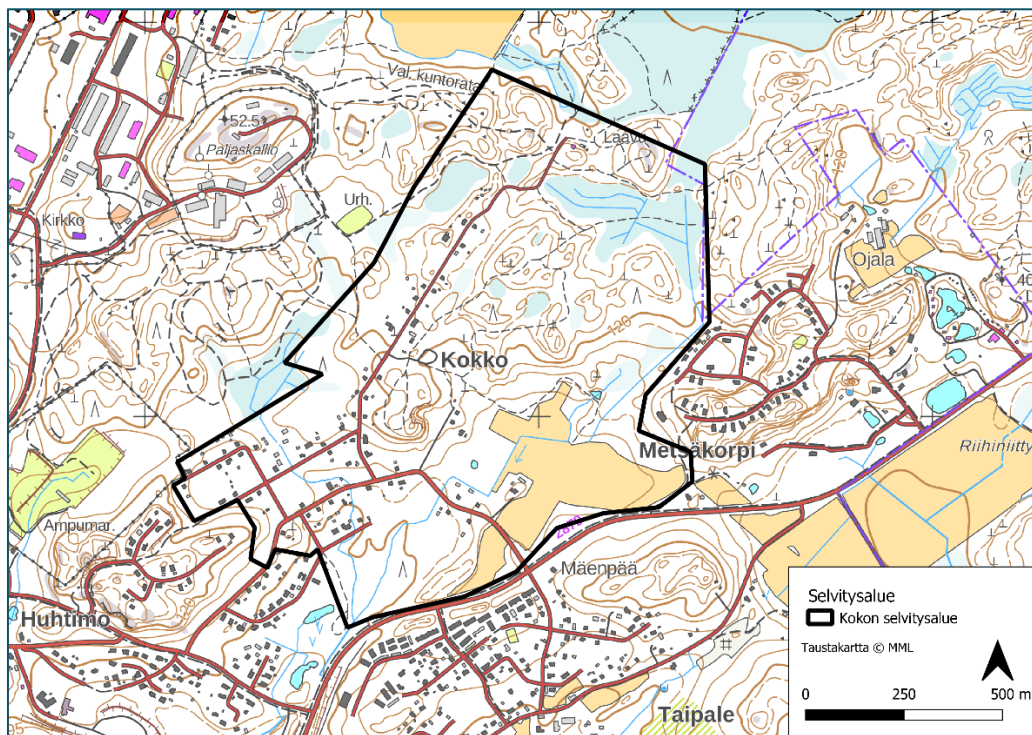 Val. kuntorata
52.5
Paljaskallio
Laavu
Urh.
Kirkko
Ojala
120
Kokko
Metsäkorpi
Riihiniitty
Ampumar.
Mäenpää
Huhtimo
Taipale
Selvitysalue
Kokon selvitysalue
Taustakartta © MML
0 250 500 m